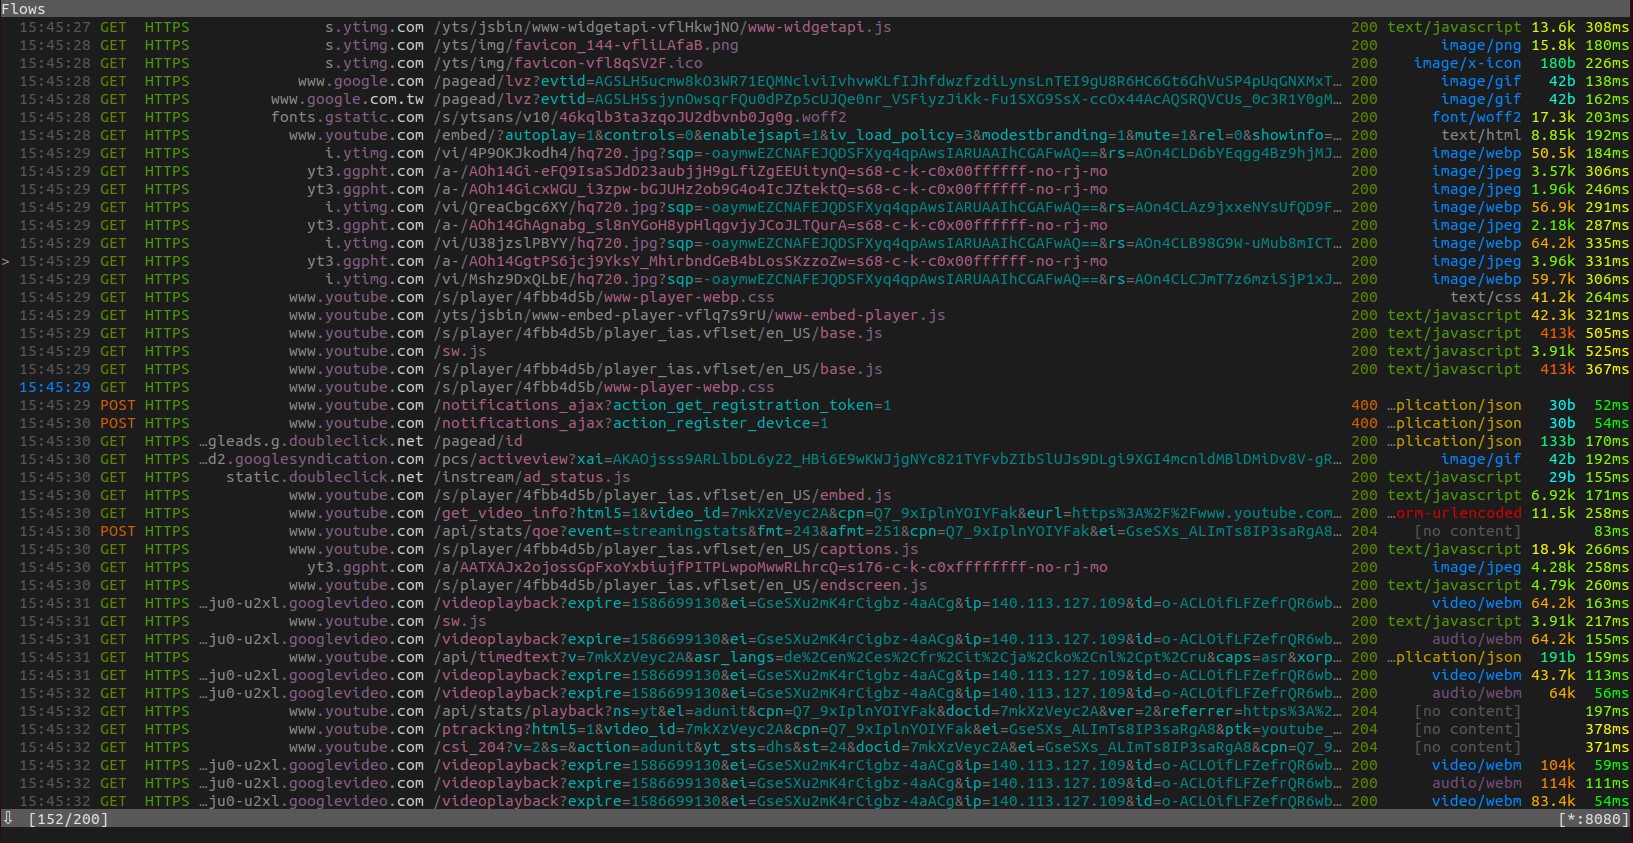 Flows
15:45:27 GET HTTPS s.ytimg.com /yts/jsbin/www-widgetapi-vflHkwjNO/www-widgetapi.js 200 text/javascript 13.6k 308ms
15:45:28 GET HTTPS s.ytimg.com /yts/img/favicon_144-vfliLAfaB.png 200 image/png 15.8k 180ms
15:45:28 GET HTTPS s.ytimg.com /yts/img/favicon-vfl8qSV2F.ico 200 image/x-icon 180b 226ms
15:45:28 GET HTTPS www.google.com /pagead/lvz?evtid=AG5LH5ucmw8kO3WR71EQMNclviIvhvwKLfIJhfdwzfzdiLynsLnTEI9gU8R6HC6Gt6GhVuSP4pUqGNXMxT… 200 image/gif 42b 138ms
15:45:28 GET HTTPS www.google.com.tw /pagead/lvz?evtid=AG5LH5sjynOwsqrFQu0dPZp5cUJQe0nr_VSFiyzJiKk-Fu1SXG9SsX-ccOx44AcAQSRQVCUs_0c3R1Y0gM… 200 image/gif 42b 162ms
15:45:28 GET HTTPS fonts.gstatic.com /s/ytsans/v10/46kqlb3ta3zqoJU2dbvnb0Jg0g.woff2 200 font/woff2 17.3k 203ms
15:45:28 GET HTTPS www.youtube.com /embed/?autoplay=1&controls=0&enablejsapi=1&iv_load_policy=3&modestbranding=1&mute=1&rel=0&showinfo=… 200 text/html 8.85k 192ms
15:45:29 GET HTTPS i.ytimg.com /vi/4P9OKJkodh4/hq720.jpg?sqp=-oaymwEZCNAFEJQDSFXyq4qpAwsIARUAAIhCGAFwAQ==&rs=AOn4CLD6bYEqgg4Bz9hjMJ… 200 image/webp 50.5k 184ms
15:45:29 GET HTTPS yt3.ggpht.com /a-/AOh14Gi-eFQ9IsaSJdD23aubjjH9gLfiZgEEUitynQ=s68-c-k-c0x00ffffff-no-rj-mo 200 image/jpeg 3.57k 306ms
15:45:29 GET HTTPS yt3.ggpht.com /a-/AOh14GicxWGU_i3zpw-bGJUHz2ob9G4o4IcJZtektQ=s68-c-k-c0x00ffffff-no-rj-mo 200 image/jpeg 1.96k 246ms
15:45:29 GET HTTPS i.ytimg.com /vi/QreaCbgc6XY/hq720.jpg?sqp=-oaymwEZCNAFEJQDSFXyq4qpAwsIARUAAIhCGAFwAQ==&rs=AOn4CLAz9jxxeNYsUfQD9F… 200 image/webp 56.9k 291ms
15:45:29 GET HTTPS yt3.ggpht.com /a-/AOh14GhAgnabg_sl8nYGoH8ypHlqgvjyJCoJLTQurA=s68-c-k-c0x00ffffff-no-rj-mo 200 image/jpeg 2.18k 287ms
15:45:29 GET HTTPS i.ytimg.com /vi/U38jzslPBYY/hq720.jpg?sqp=-oaymwEZCNAFEJQDSFXyq4qpAwsIARUAAIhCGAFwAQ==&rs=AOn4CLB98G9W-uMub8mICT… 200 image/webp 64.2k 335ms
> 15:45:29 GET HTTPS yt3.ggpht.com /a-/AOh14GgtPS6jcj9YksY_MhirbndGeB4bLosSKzzoZw=s68-c-k-c0x00ffffff-no-rj-mo 200 image/jpeg 3.96k 331ms
15:45:29 GET HTTPS i.ytimg.com /vi/Mshz9DxQLbE/hq720.jpg?sqp=-oaymwEZCNAFEJQDSFXyq4qpAwsIARUAAIhCGAFwAQ==&rs=AOn4CLCJmT7z6mziSjP1xJ… 200 image/webp 59.7k 306ms
15:45:29 GET HTTPS www.youtube.com /s/player/4fbb4d5b/www-player-webp.css 200 text/css 41.2k 264ms
15:45:29 GET HTTPS www.youtube.com /yts/jsbin/www-embed-player-vflq7s9rU/www-embed-player.js 200 text/javascript 42.3k 321ms
15:45:29 GET HTTPS www.youtube.com /s/player/4fbb4d5b/player_ias.vflset/en_US/base.js 200 text/javascript 413k 505ms
15:45:29 GET HTTPS www.youtube.com /sw.js 200 text/javascript 3.91k 525ms
15:45:29 GET HTTPS www.youtube.com /s/player/4fbb4d5b/player_ias.vflset/en_US/base.js 200 text/javascript 413k 367ms
15:45:29 GET HTTPS www.youtube.com /s/player/4fbb4d5b/www-player-webp.css
15:45:29 POST HTTPS www.youtube.com /notifications_ajax?action_get_registration_token=1 400 …plication/json 30b 52ms
15:45:30 POST HTTPS www.youtube.com /notifications_ajax?action_register_device=1 400 …plication/json 30b 54ms
15:45:30 GET HTTPS …gleads.g.doubleclick.net /pagead/id 200 …plication/json 133b 170ms
15:45:30 GET HTTPS …d2.googlesyndication.com /pcs/activeview?xai=AKAOjsss9ARLlbDL6y22_HBi6E9wKWJjgNYc821TYFvbZIbSlUJs9DLgi9XGI4mcnldMBlDMiDv8V-gR… 200 image/gif 42b 192ms
15:45:30 GET HTTPS static.doubleclick.net /instream/ad_status.js 200 text/javascript 29b 155ms
15:45:30 GET HTTPS www.youtube.com /s/player/4fbb4d5b/player_ias.vflset/en_US/embed.js 200 text/javascript 6.92k 171ms
15:45:30 GET HTTPS www.youtube.com /get_video_info?html5=1&video_id=7mkXzVeyc2A&cpn=Q7_9xIplnYOIYFak&eurl=https%3A%2F%2Fwww.youtube.com… 200 …orm-urlencoded 11.5k 258ms
15:45:30 POST HTTPS www.youtube.com /api/stats/qoe?event=streamingstats&fmt=243&afmt=251&cpn=Q7_9xIplnYOIYFak&ei=GseSXs_ALImTs8IP3saRgA8… 204 [no content] 83ms
15:45:30 GET HTTPS www.youtube.com /s/player/4fbb4d5b/player_ias.vflset/en_US/captions.js 200 text/javascript 18.9k 266ms
15:45:30 GET HTTPS yt3.ggpht.com /a/AATXAJx2ojossGpFxoYxbiujfPITPLwpoMwwRLhrcQ=s176-c-k-c0xffffffff-no-rj-mo 200 image/jpeg 4.28k 258ms
15:45:30 GET HTTPS www.youtube.com /s/player/4fbb4d5b/player_ias.vflset/en_US/endscreen.js 200 text/javascript 4.79k 260ms
15:45:31 GET HTTPS …ju0-u2xl.googlevideo.com /videoplayback?expire=1586699130&ei=GseSXu2mK4rCigbz-4aACg&ip=140.113.127.109&id=o-ACLOifLFZefrQR6wb… 200 video/webm 64.2k 163ms
15:45:31 GET HTTPS www.youtube.com /sw.js 200 text/javascript 3.91k 217ms
15:45:31 GET HTTPS …ju0-u2xl.googlevideo.com /videoplayback?expire=1586699130&ei=GseSXu2mK4rCigbz-4aACg&ip=140.113.127.109&id=o-ACLOifLFZefrQR6wb… 200 audio/webm 64.2k 155ms
15:45:31 GET HTTPS www.youtube.com /api/timedtext?v=7mkXzVeyc2A&asr_langs=de%2Cen%2Ces%2Cfr%2Cit%2Cja%2Cko%2Cnl%2Cpt%2Cru&caps=asr&xorp… 200 …plication/json 191b 159ms
15:45:31 GET HTTPS …ju0-u2xl.googlevideo.com /videoplayback?expire=1586699130&ei=GseSXu2mK4rCigbz-4aACg&ip=140.113.127.109&id=o-ACLOifLFZefrQR6wb… 200 video/webm 43.7k 113ms
15:45:32 GET HTTPS …ju0-u2xl.googlevideo.com /videoplayback?expire=1586699130&ei=GseSXu2mK4rCigbz-4aACg&ip=140.113.127.109&id=o-ACLOifLFZefrQR6wb… 200 audio/webm 64k 56ms
15:45:32 GET HTTPS www.youtube.com /api/stats/playback?ns=yt&el=adunit&cpn=Q7_9xIplnYOIYFak&docid=7mkXzVeyc2A&ver=2&referrer=https%3A%2… 204 [no content] 197ms
15:45:32 GET HTTPS www.youtube.com /ptracking?html5=1&video_id=7mkXzVeyc2A&cpn=Q7_9xIplnYOIYFak&ei=GseSXs_ALImTs8IP3saRgA8&ptk=youtube_… 204 [no content] 378ms
15:45:32 GET HTTPS www.youtube.com /csi_204?v=2&s=&action=adunit&yt_sts=dhs&st=24&docid=7mkXzVeyc2A&ei=GseSXs_ALImTs8IP3saRgA8&cpn=Q7_9… 204 [no content] 371ms
15:45:32 GET HTTPS …ju0-u2xl.googlevideo.com /videoplayback?expire=1586699130&ei=GseSXu2mK4rCigbz-4aACg&ip=140.113.127.109&id=o-ACLOifLFZefrQR6wb… 200 video/webm 104k 59ms
15:45:32 GET HTTPS …ju0-u2xl.googlevideo.com /videoplayback?expire=1586699130&ei=GseSXu2mK4rCigbz-4aACg&ip=140.113.127.109&id=o-ACLOifLFZefrQR6wb… 200 audio/webm 114k 111ms
15:45:32 GET HTTPS …ju0-u2xl.googlevideo.com /videoplayback?expire=1586699130&ei=GseSXu2mK4rCigbz-4aACg&ip=140.113.127.109&id=o-ACLOifLFZefrQR6wb… 200 video/webm 83.4k 54ms
⇩ [152/200] [*:8080]